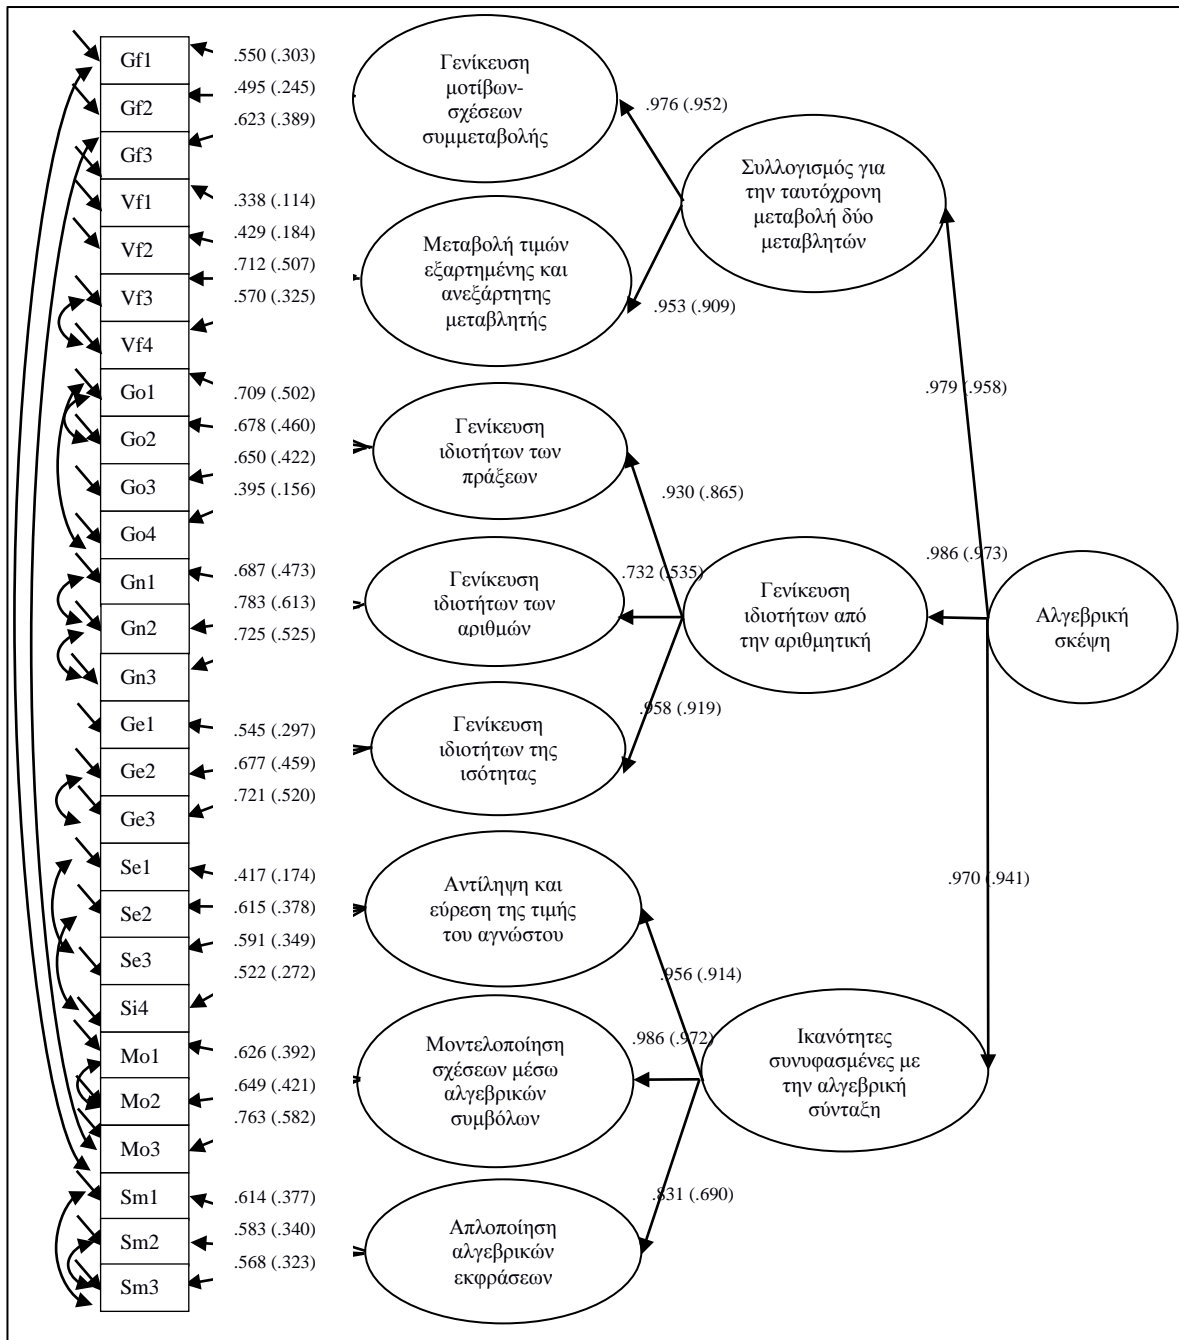 Gf1
Gf2
Gf3
Vf1
Vf2
Vf3
Vf4
Go1
Go2
Go3
Go4
Gn1
Gn2
Gn3
Ge1
Ge2
Ge3
Se1
Se2
Se3
Si4
Mo1
Mo2
Mo3
Sm1
Sm2
Sm3
.550 (.303)
.495 (.245)
.623 (.389)
.338 (.114)
.429 (.184)
.712 (.507)
.570 (.325)
.709 (.502)
.678 (.460)
.650 (.422)
.395 (.156)
.687 (.473)
.783 (.613)
.725 (.525)
.545 (.297)
.677 (.459)
.721 (.520)
.417 (.174)
.615 (.378)
.591 (.349)
.522 (.272)
.626 (.392)
.649 (.421)
.763 (.582)
.614 (.377)
.583 (.340)
.568 (.323)
Γενίκευση
μοτίβων-
σχέσεων
συμμεταβολής
Μεταβολή τιμών
εξαρτημένης και
ανεξάρτητης
μεταβλητής
Γενίκευση
ιδιοτήτων των
πράξεων
Γενίκευση
ιδιοτήτων των
αριθμών
Γενίκευση
ιδιοτήτων της
ισότητας
Αντίληψη και
εύρεση της τιμής
του αγνώστου
Μοντελοποίηση
σχέσεων μέσω
αλγεβρικών
συμβόλων
Απλοποίηση
αλγεβρικών
εκφράσεων
.976 (.952)
.953 (.909)
.930 (.865)
.732 (.535)
.958 (.919)
.956 (.914)
.986 (.972)
.831 (.690)
Συλλογισμός για
την ταυτόχρονη
μεταβολή δύο
μεταβλητών
Γενίκευση
ιδιοτήτων από
την αριθμητική
Ικανότητες
συνυφασμένες με
την αλγεβρική
σύνταξη
.979 (.958)
.986 (.973)
.970 (.941)
Αλγεβρική
σκέψη